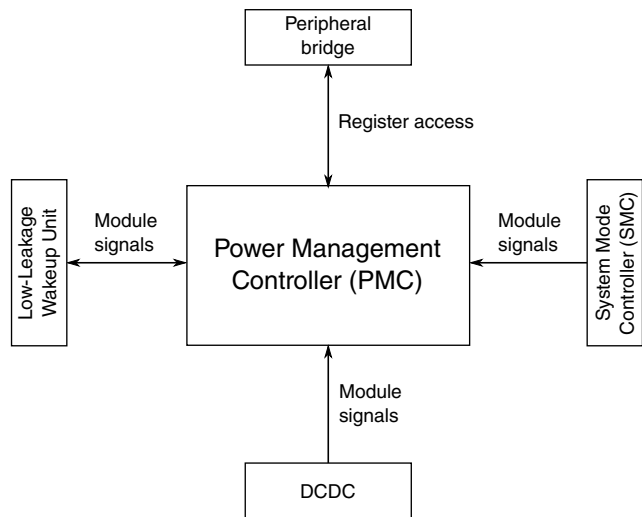 Peripheral
bridge
Register access
Low-Leakage
Wakeup Unit
Module
signals
Power Management
Controller (PMC)
Module
signals
System Mode
Controller (SMC)
Module
signals
DCDC